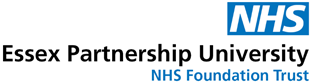 NHS
Essex Partnership University
NHS Foundation Trust